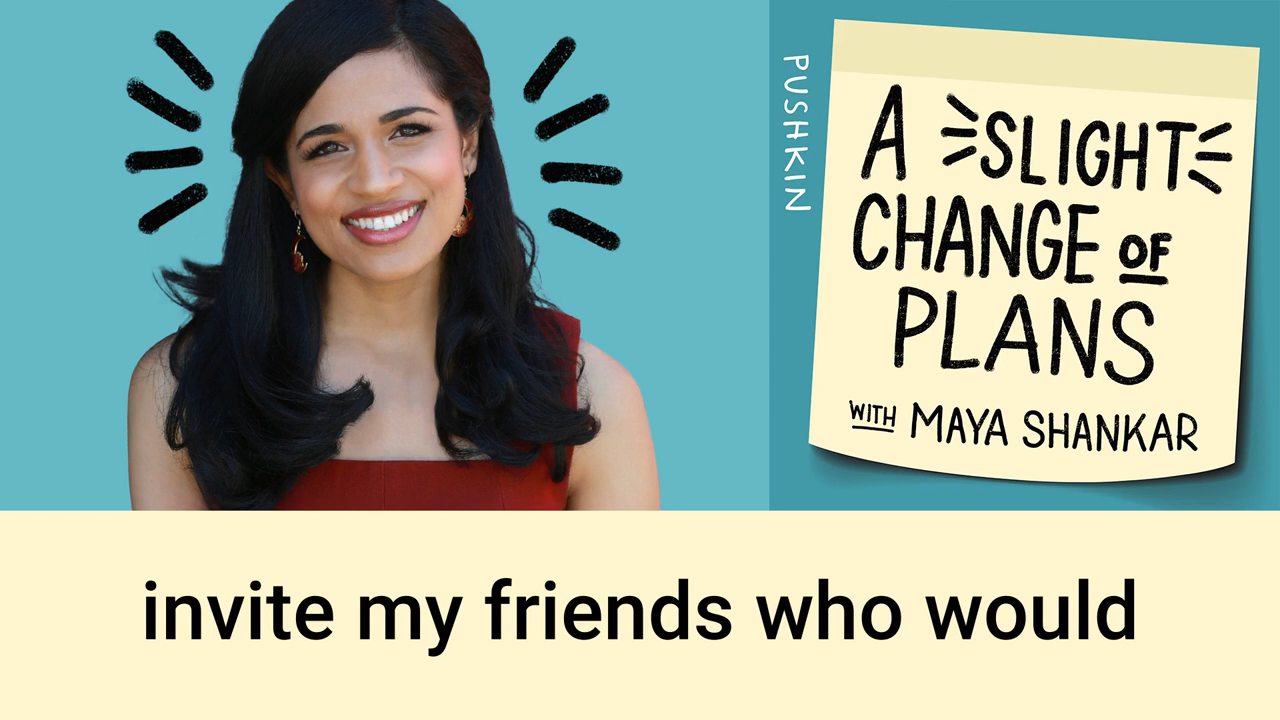 PUSHKIN
A SLIGHT
CHANGE OF
PLANS
WITH MAYA SHANKAR
invite my friends who would